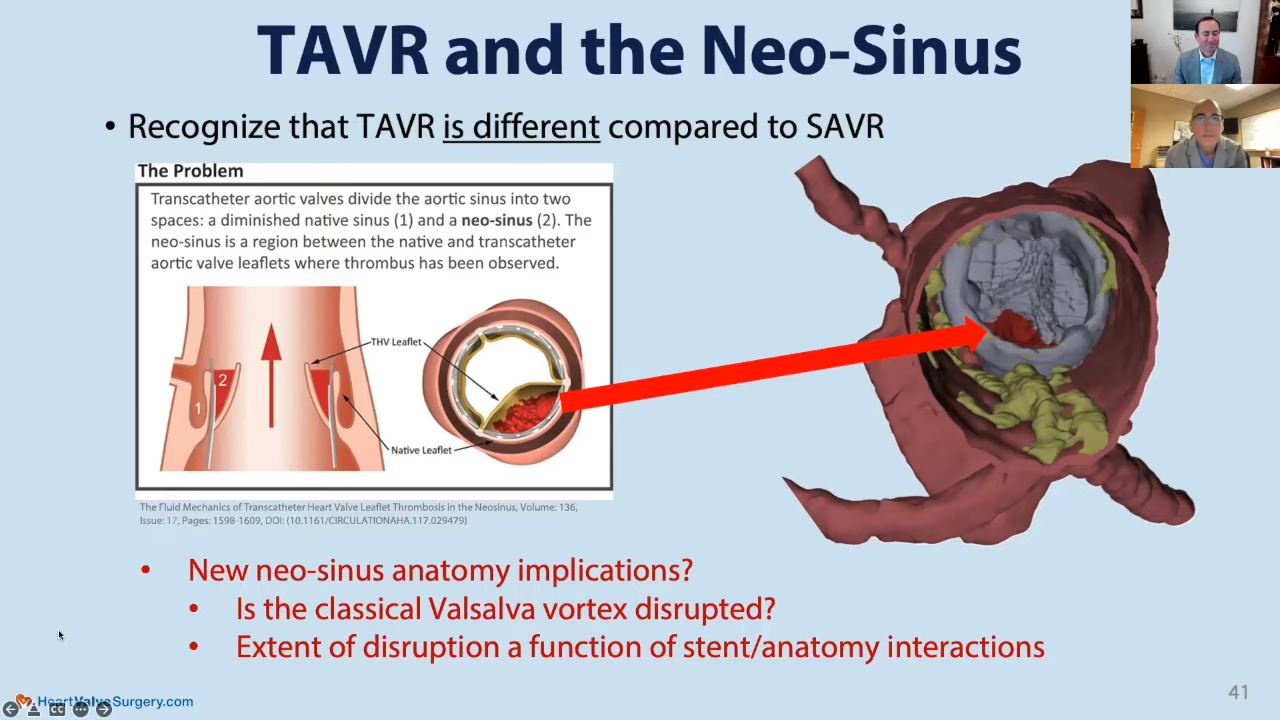 TAVR and the Neo-Sinus
• Recognize that TAVR is different compared to SAVR
The Problem
Transcatheter aortic valves divide the aortic sinus into two
spaces: a diminished native sinus (1) and a neo-sinus (2). The
neo-sinus is a region between the native and transcatheter
aortic valve leaflets where thrombus has been observed.
THV Leaflet
2
1
Native Leaflet
The Fluid Mechanics of Transcatheter Heart Valve Leaflet Thrombosis in the Neosinus, Volume: 136,
Issue: 17, Pages: 1598-1609, DOI: (10.1161/CIRCULATIONAHA.117.029479)
• New neo-sinus anatomy implications?
• Is the classical Valsalva vortex disrupted?
• Extent of disruption a function of stent/anatomy interactions
HeartValveSurgery.com
CC
41